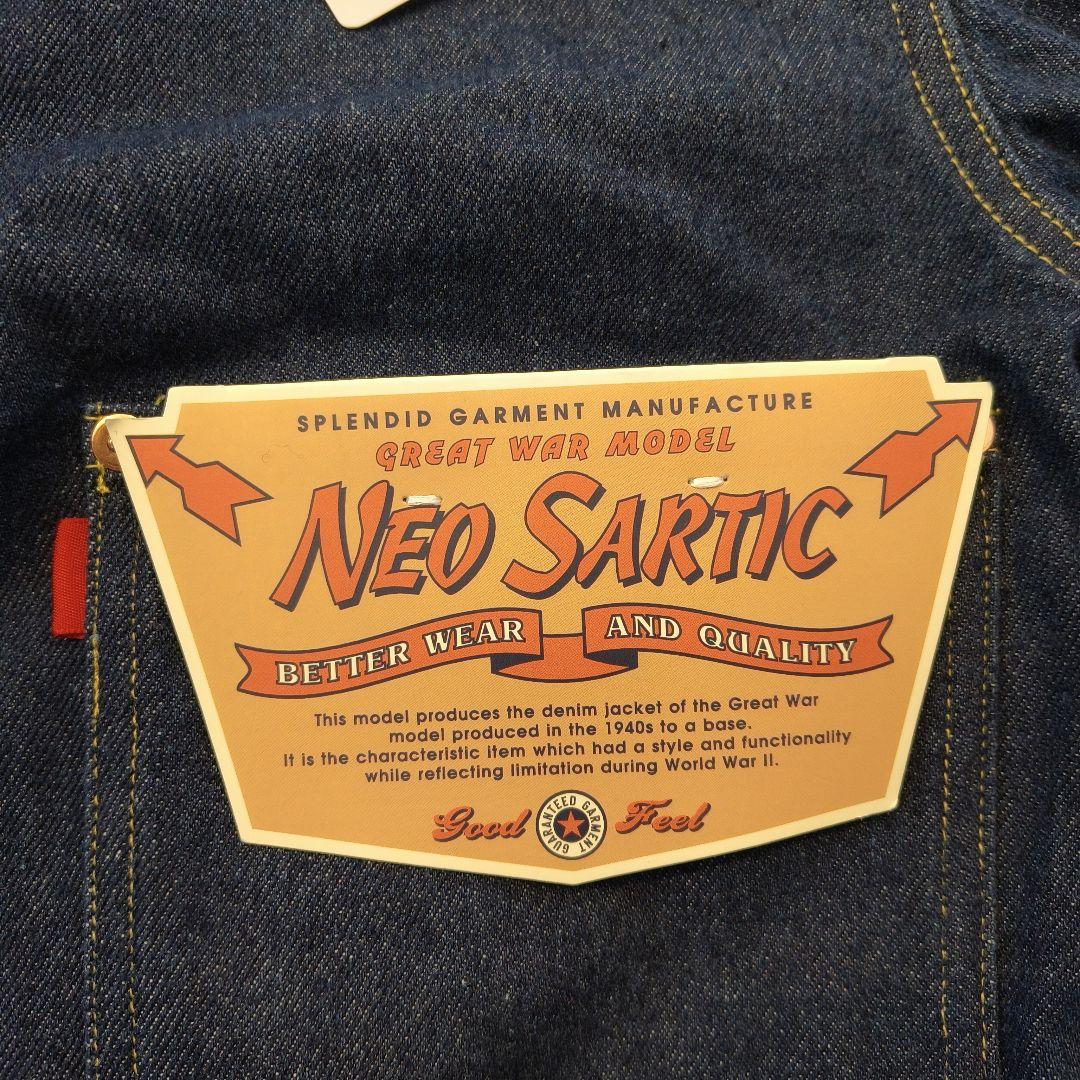 SPLENDID GARMENT MANUFACTURE
GREAT WAR MODEL
NEO SARTIC
BETTER WEAR AND QUALITY
This model produces the denim jacket of the Great War
model produced in the 1940s to a base.
It is the characteristic item which had a style and functionality
while reflecting limitation during World War II.
Good Feel
GUARANTEED GARMENT